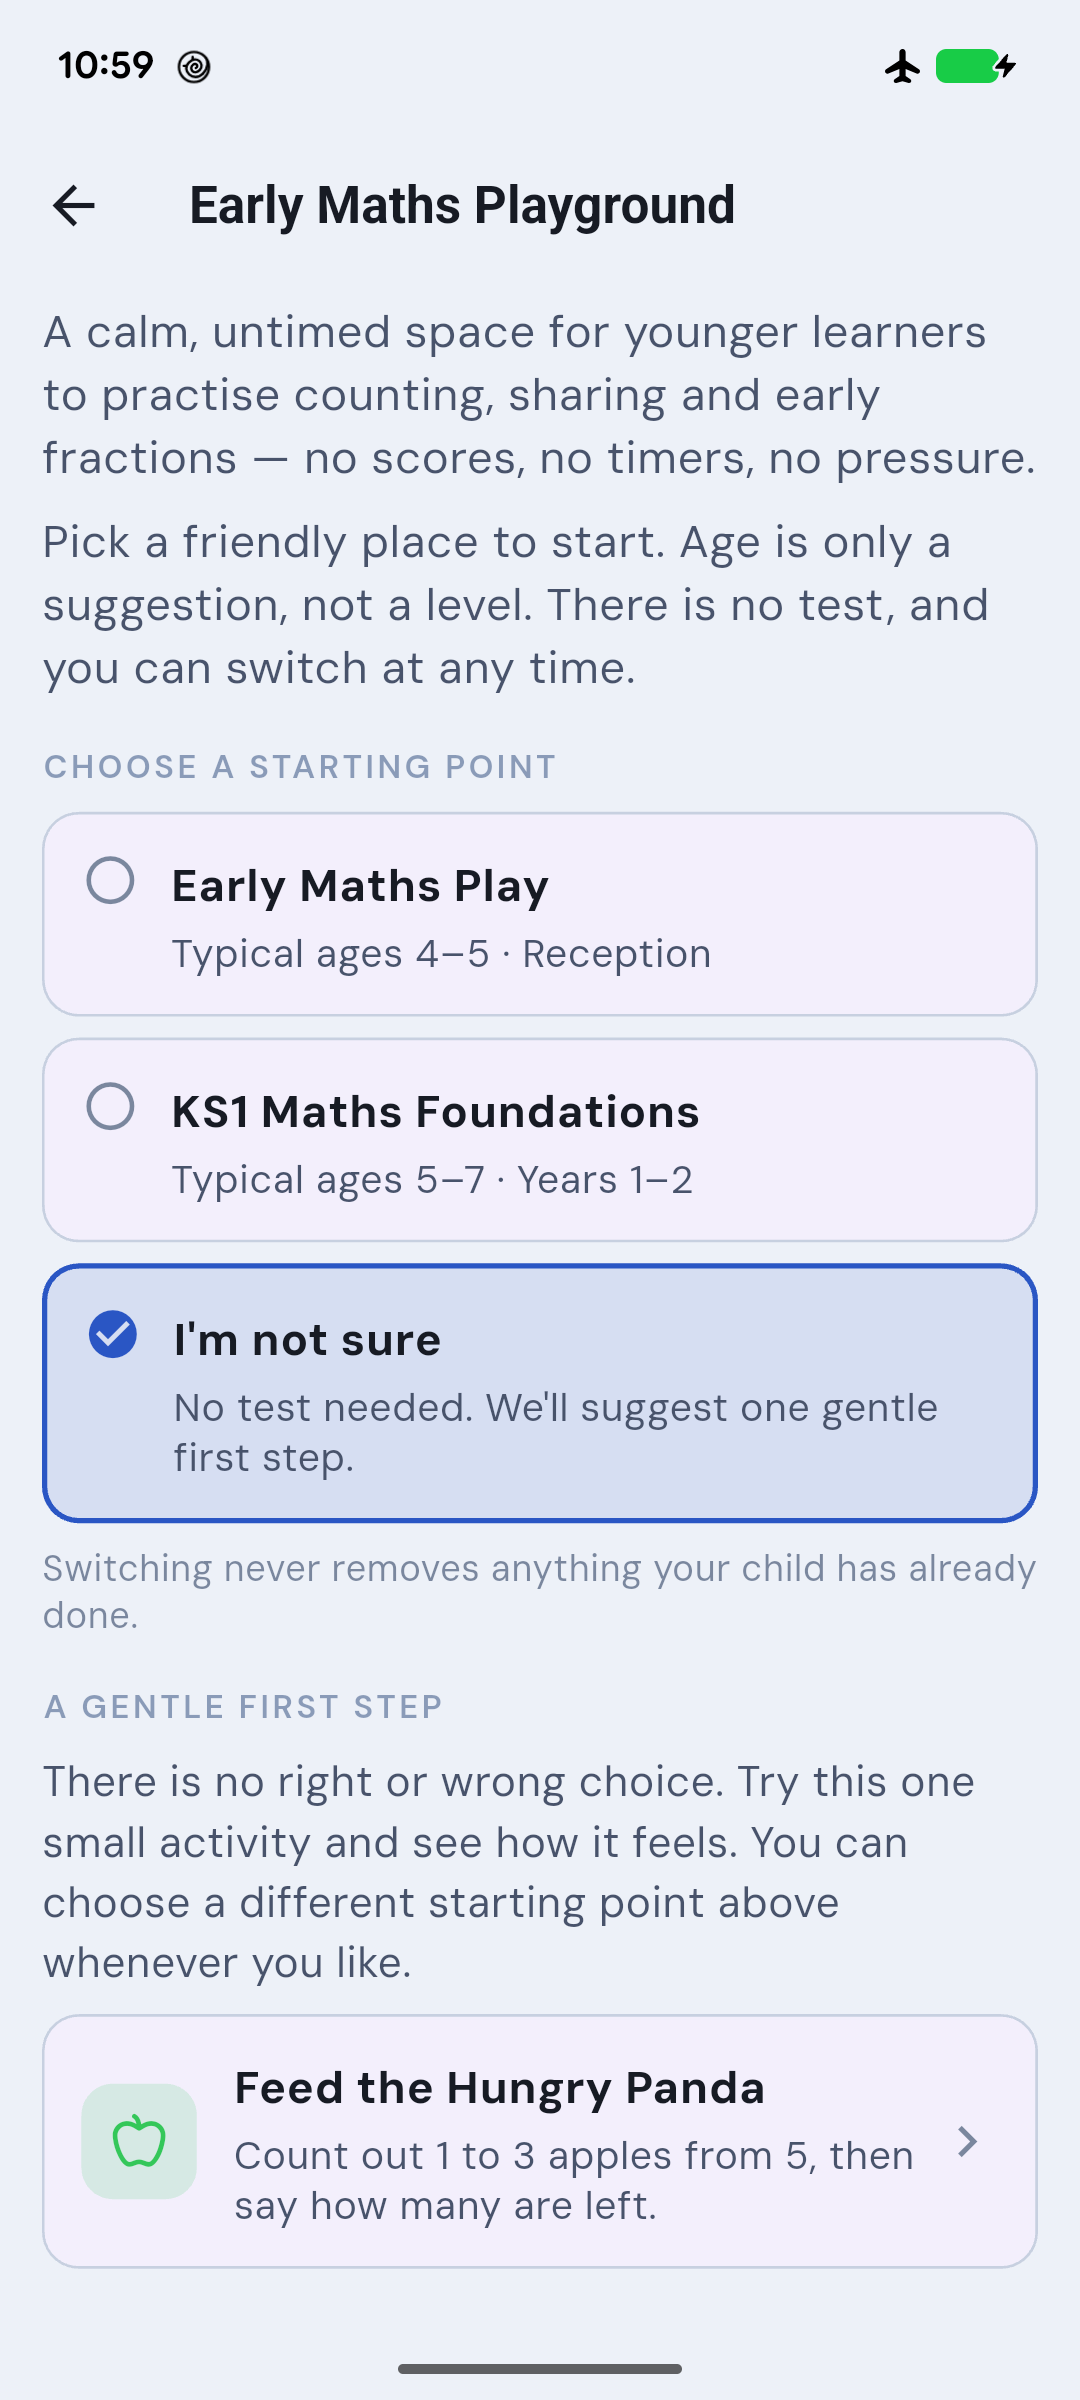 10:59
Early Maths Playground
A calm, untimed space for younger learners
to practise counting, sharing and early
fractions — no scores, no timers, no pressure.
Pick a friendly place to start. Age is only a
suggestion, not a level. There is no test, and
you can switch at any time.
CHOOSE A STARTING POINT
Early Maths Play
Typical ages 4–5 · Reception
KS1 Maths Foundations
Typical ages 5–7 · Years 1–2
I'm not sure
No test needed. We'll suggest one gentle
first step.
Switching never removes anything your child has already
done.
A GENTLE FIRST STEP
There is no right or wrong choice. Try this one
small activity and see how it feels. You can
choose a different starting point above
whenever you like.
Feed the Hungry Panda
Count out 1 to 3 apples from 5, then
say how many are left.